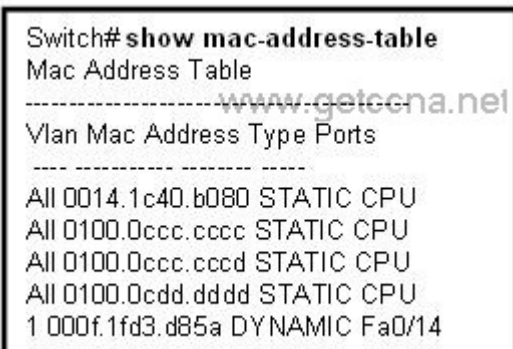 Switch# show mac-address-table
Mac Address Table
-------------------------------------------
www.getccna.net
Vlan Mac Address Type Ports
---- ----------- -------- -----
All 0014.1c40.b080 STATIC CPU
All 0100.0ccc.cccc STATIC CPU
All 0100.0ccc.cccd STATIC CPU
All 0100.0cdd.dddd STATIC CPU
1 000f.1fd3.d85a DYNAMIC Fa0/14